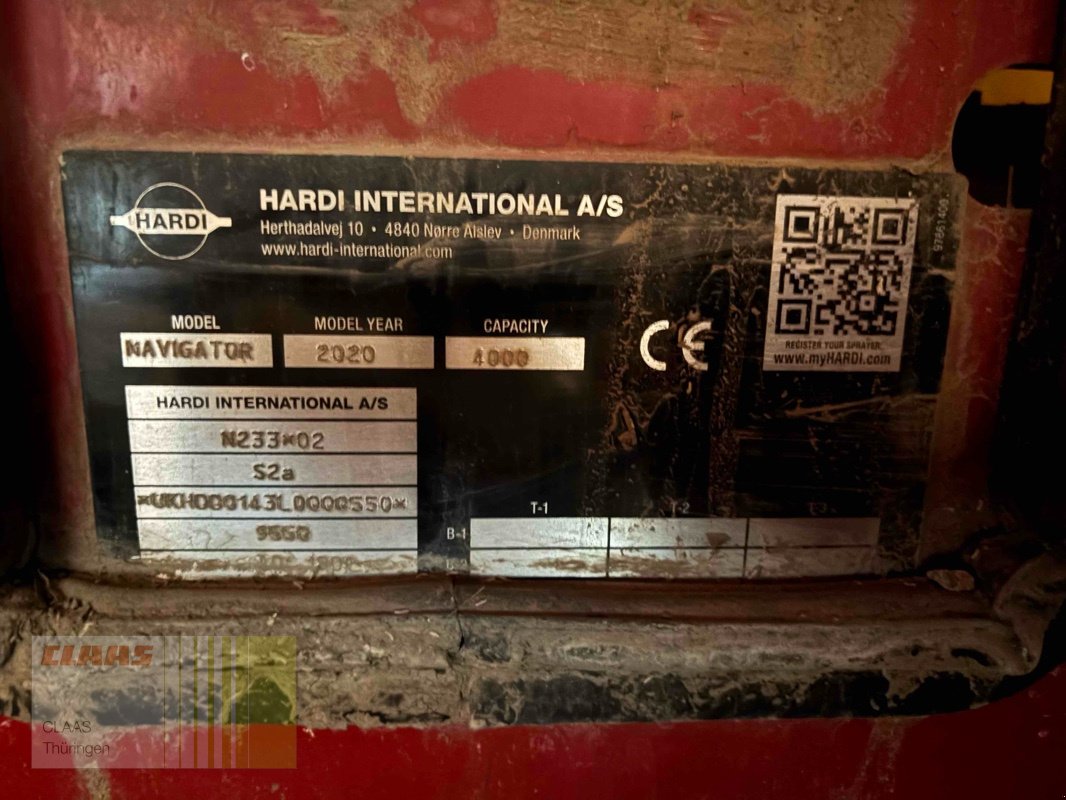 HARDI
HARDI INTERNATIONAL A/S
Herthadalvej 10 • 4840 Nørre Alslev • Denmark
www.hardi-international.com
MODEL
MODEL YEAR
CAPACITY
NAVIGATOR
2020
4000
CE
REGISTER YOUR SPRAYER
www.myHARDI.com
HARDI INTERNATIONAL A/S
N233*02
S2a
9550
T-1
T-2
B-1
CLAAS
CLAAS
Thüringen